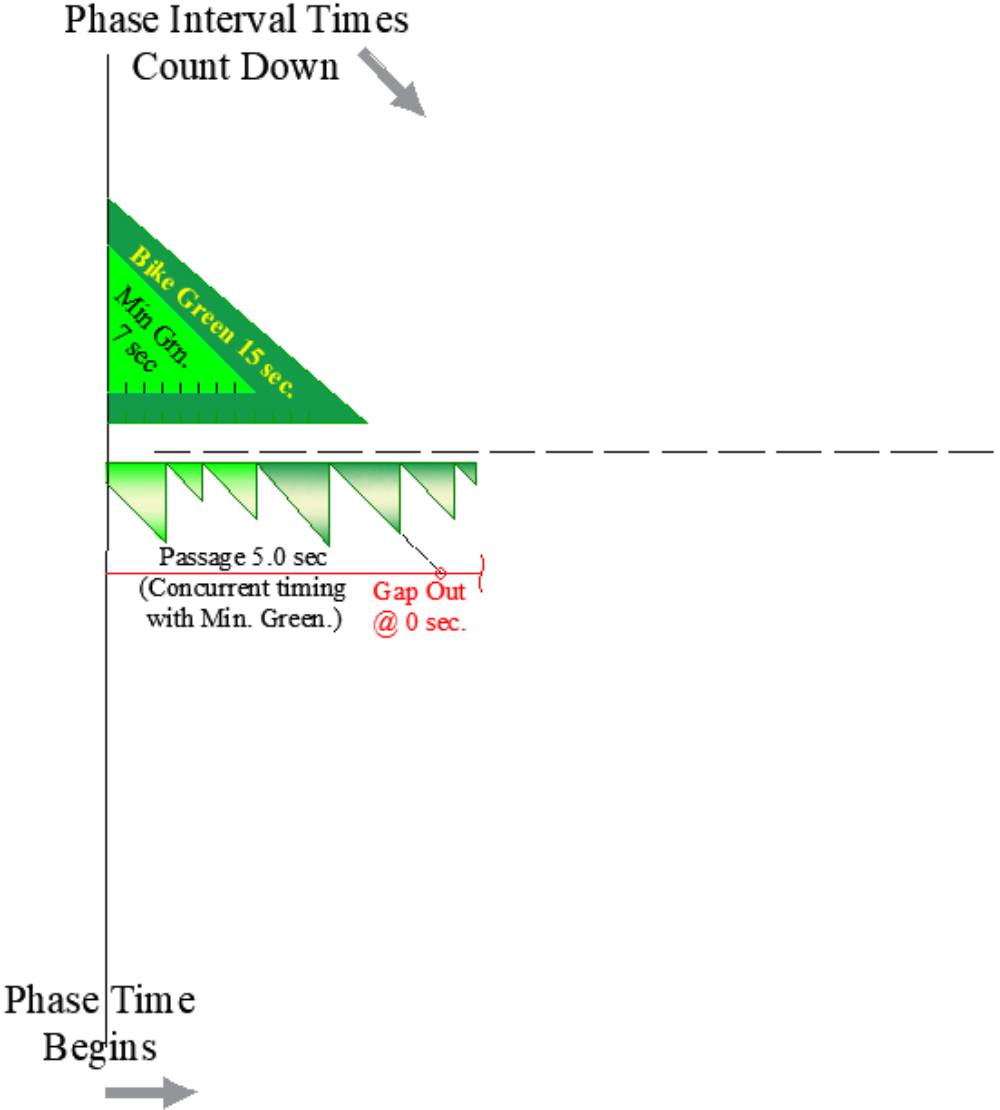 Phase Interval Times
Count Down
Bike Green 15 sec.
Min Grn.
7 sec
Passage 5.0 sec
(Concurrent timing
with Min. Green.)
Gap Out
@ 0 sec.
Phase Time
Begins